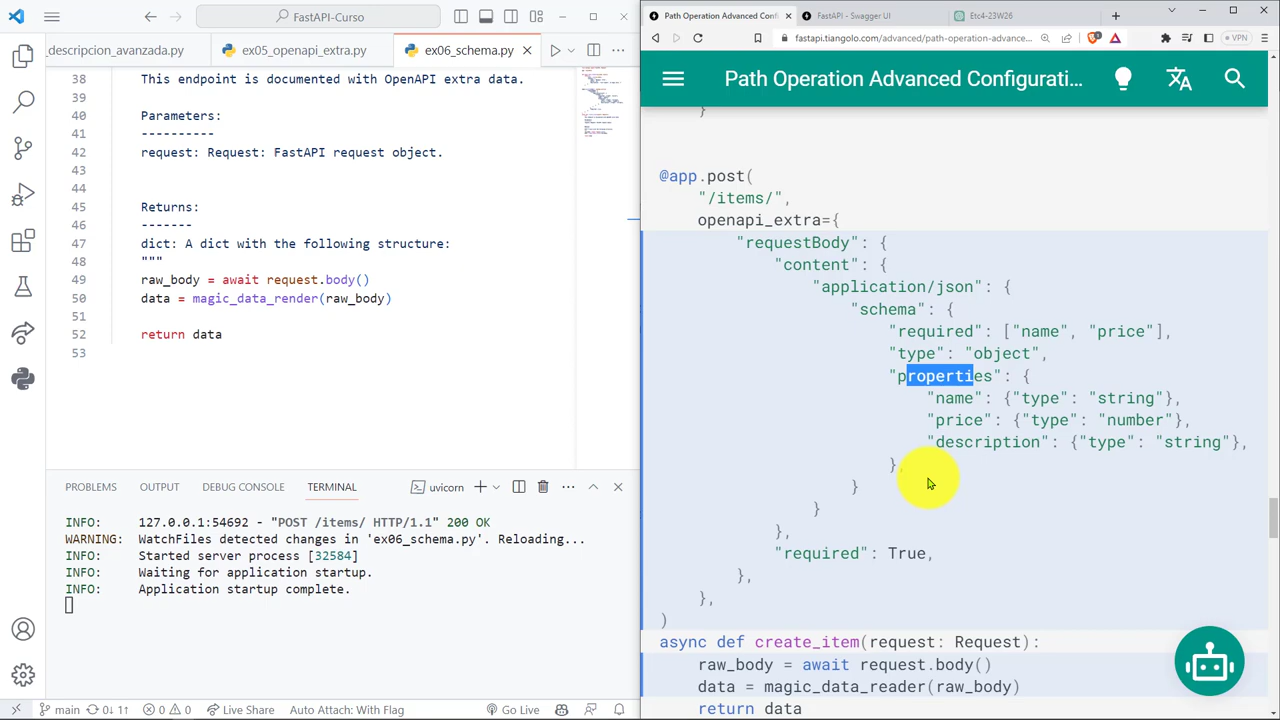 FastAPI-Curso
_descripcion_avanzada.py
ex05_openapi_extra.py
ex06_schema.py
38 This endpoint is documented with OpenAPI extra data.
39
40 Parameters:
41 ----------
42 request: Request: FastAPI request object.
43
44
45 Returns:
46 -------
47 dict: A dict with the following structure:
48 """
49 raw_body = await request.body()
50 data = magic_data_render(raw_body)
51
52 return data
53
PROBLEMS OUTPUT DEBUG CONSOLE TERMINAL uvicorn
INFO: 127.0.0.1:54692 - "POST /items/ HTTP/1.1" 200 OK
WARNING: WatchFiles detected changes in 'ex06_schema.py'. Reloading...
INFO: Started server process [32584]
INFO: Waiting for application startup.
INFO: Application startup complete.
main 0↓ 1↑ 0 0 Live Share Auto Attach: With Flag Go Live
Path Operation Advanced Confi
FastAPI - Swagger UI
Etc4-23W26
fastapi.tiangolo.com/advanced/path-operation-advance...
VPN
Path Operation Advanced Configurati...
}
@app.post(
"/items/",
openapi_extra={
"requestBody": {
"content": {
"application/json": {
"schema": {
"required": ["name", "price"],
"type": "object",
"properties": {
"name": {"type": "string"},
"price": {"type": "number"},
"description": {"type": "string"},
},
}
}
},
"required": True,
},
},
)
async def create_item(request: Request):
raw_body = await request.body()
data = magic_data_reader(raw_body)
return data